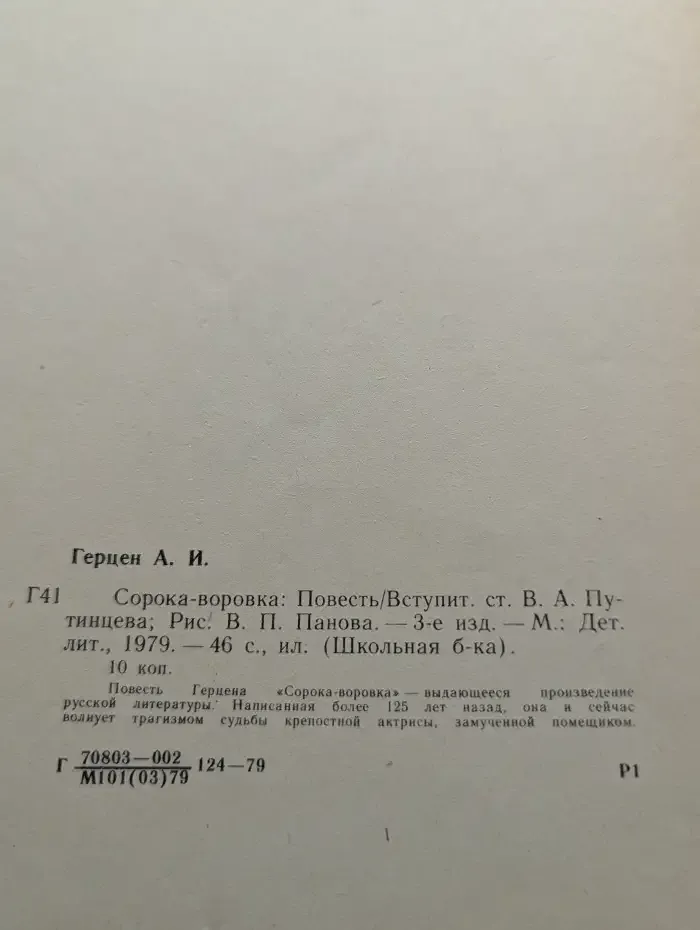 Герцен А. И.
Г41 Сорока-воровка: Повесть/Вступит. ст. В. А. Пу-
тинцева; Рис. В. П. Панова. — 3-е изд. — М.: Дет.
лит., 1979. — 46 с., ил. (Школьная б-ка).
10 коп.
Повесть Герцена «Сорока-воровка» — выдающееся произведение
русской литературы. Написанная более 125 лет назад, она и сейчас
волнует трагизмом судьбы крепостной актрисы, замученной помещиком.
Г 70803—002 124—79 Р1
М101(03)79